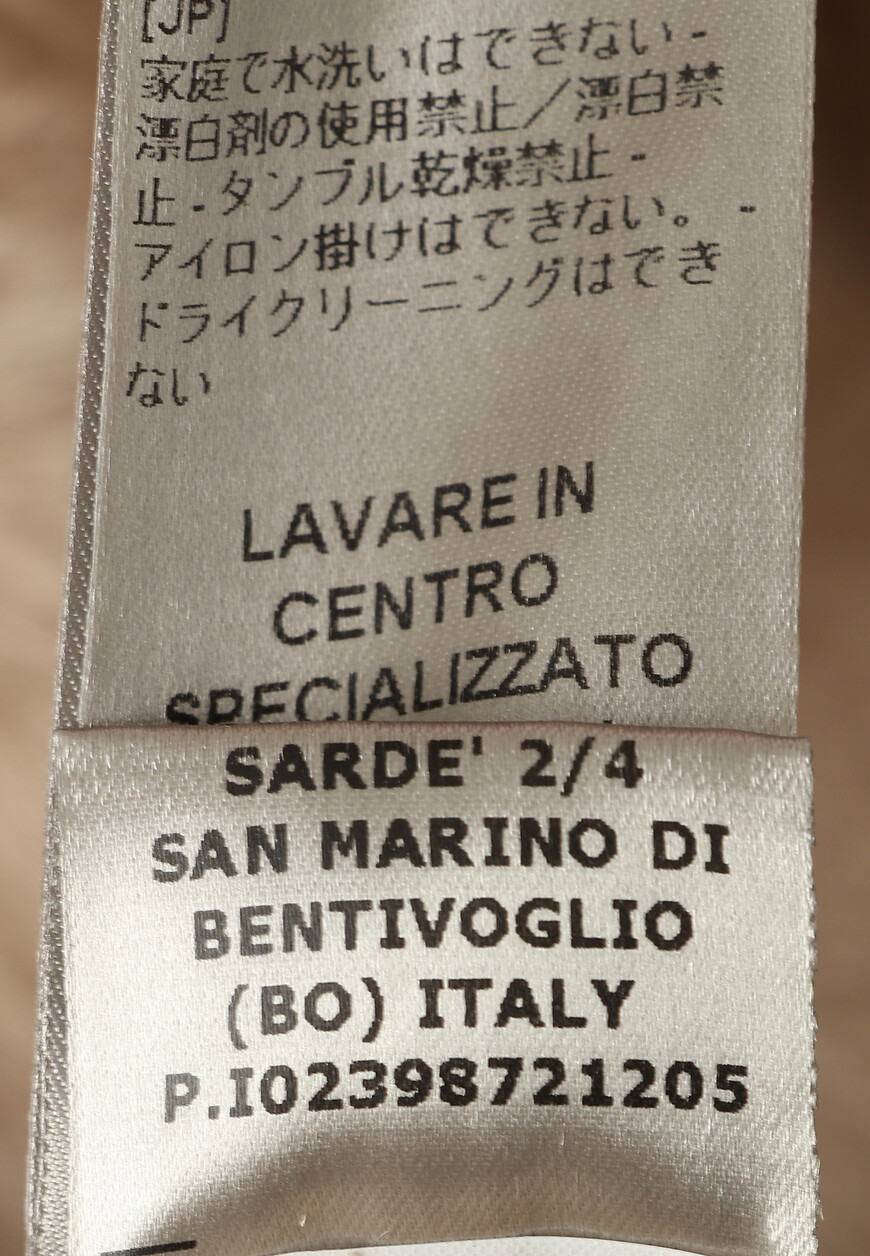 [JP]
家庭で水洗いはできない -
漂白剤の使用禁止／漂白禁
止 - タンブル乾燥禁止 -
アイロン掛けはできない。 -
ドライクリーニングはでき
ない
LAVARE IN
CENTRO
SPECIALIZZATO
SARDE' 2/4
SAN MARINO DI
BENTIVOGLIO
(BO) ITALY
P.I02398721205